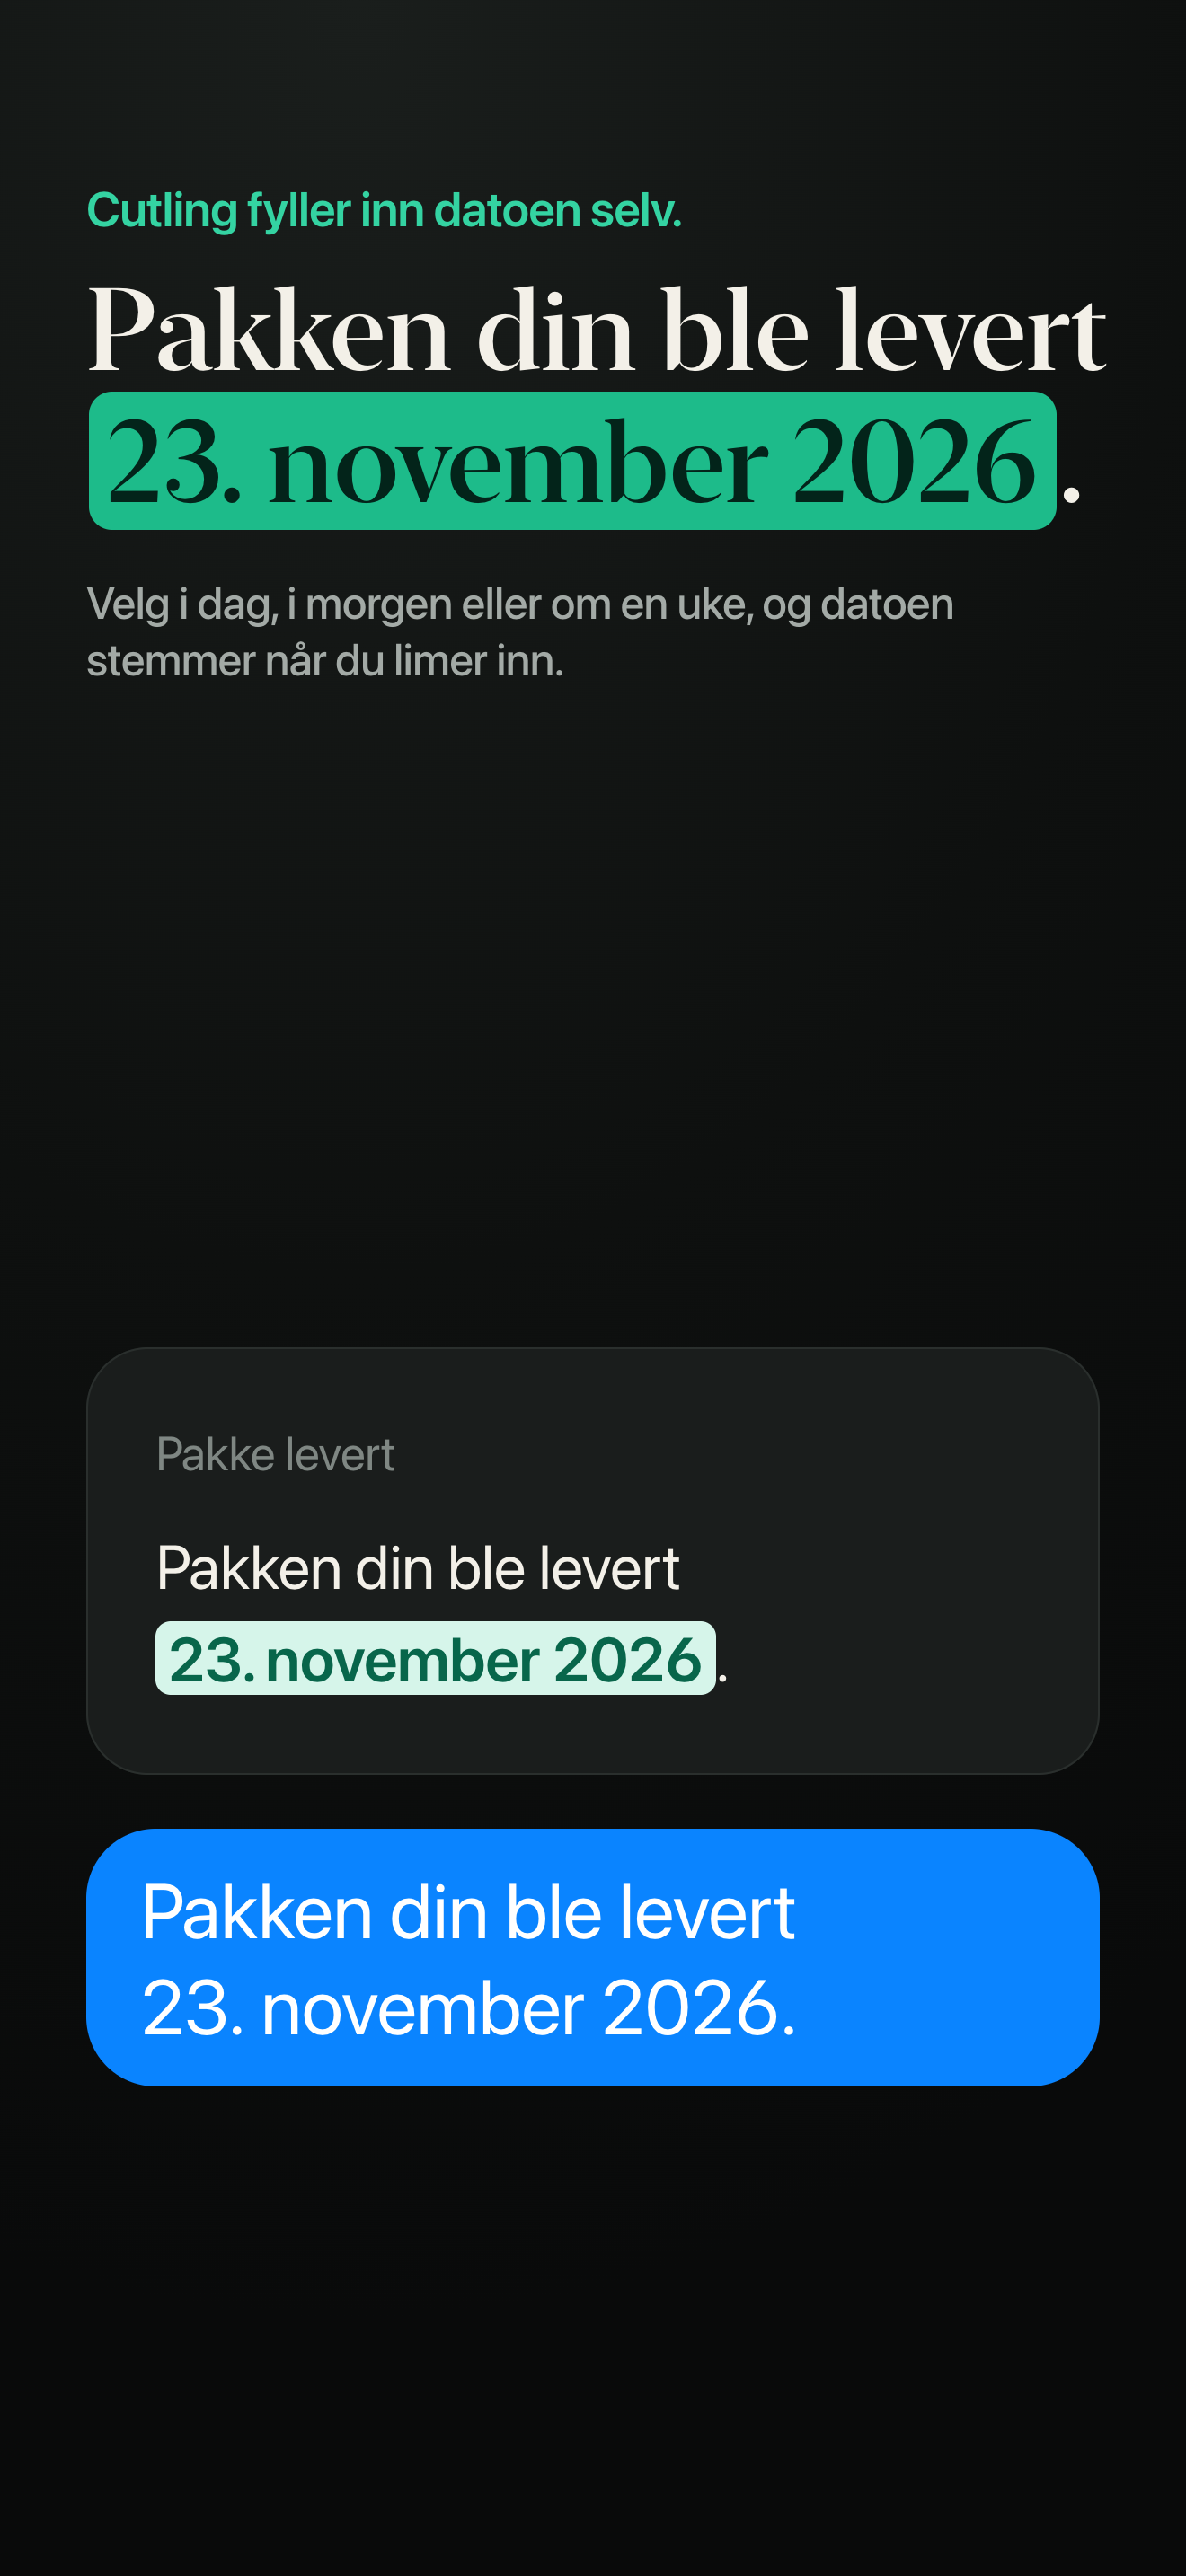 Cutling fyller inn datoen selv.
Pakken din ble levert
23. november 2026.
Velg i dag, i morgen eller om en uke, og datoen
stemmer når du limer inn.
Pakke levert
Pakken din ble levert
23. november 2026.
Pakken din ble levert
23. november 2026.